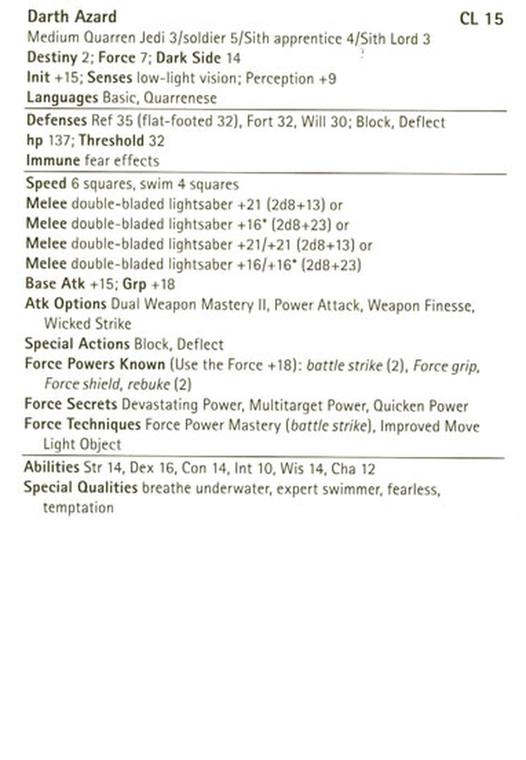 Darth Azard CL 15
Medium Quarren Jedi 3/soldier 5/Sith apprentice 4/Sith Lord 3
Destiny 2; Force 7; Dark Side 14
Init +15; Senses low-light vision; Perception +9
Languages Basic, Quarrenese
Defenses Ref 35 (flat-footed 32), Fort 32, Will 30; Block, Deflect
hp 137; Threshold 32
Immune fear effects
Speed 6 squares, swim 4 squares
Melee double-bladed lightsaber +21 (2d8+13) or
Melee double-bladed lightsaber +16* (2d8+23) or
Melee double-bladed lightsaber +21/+21 (2d8+13) or
Melee double-bladed lightsaber +16/+16* (2d8+23)
Base Atk +15; Grp +18
Atk Options Dual Weapon Mastery II, Power Attack, Weapon Finesse,
Wicked Strike
Special Actions Block, Deflect
Force Powers Known (Use the Force +18): battle strike (2), Force grip,
Force shield, rebuke (2)
Force Secrets Devastating Power, Multitarget Power, Quicken Power
Force Techniques Force Power Mastery (battle strike), Improved Move
Light Object
Abilities Str 14, Dex 16, Con 14, Int 10, Wis 14, Cha 12
Special Qualities breathe underwater, expert swimmer, fearless,
temptation